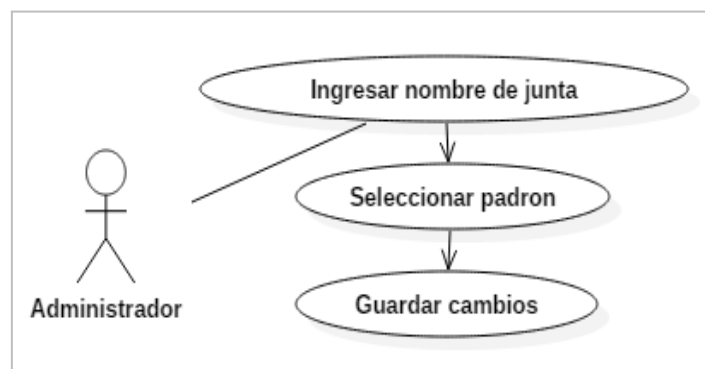 Ingresar nombre de junta
Seleccionar padron
Guardar cambios
Administrador